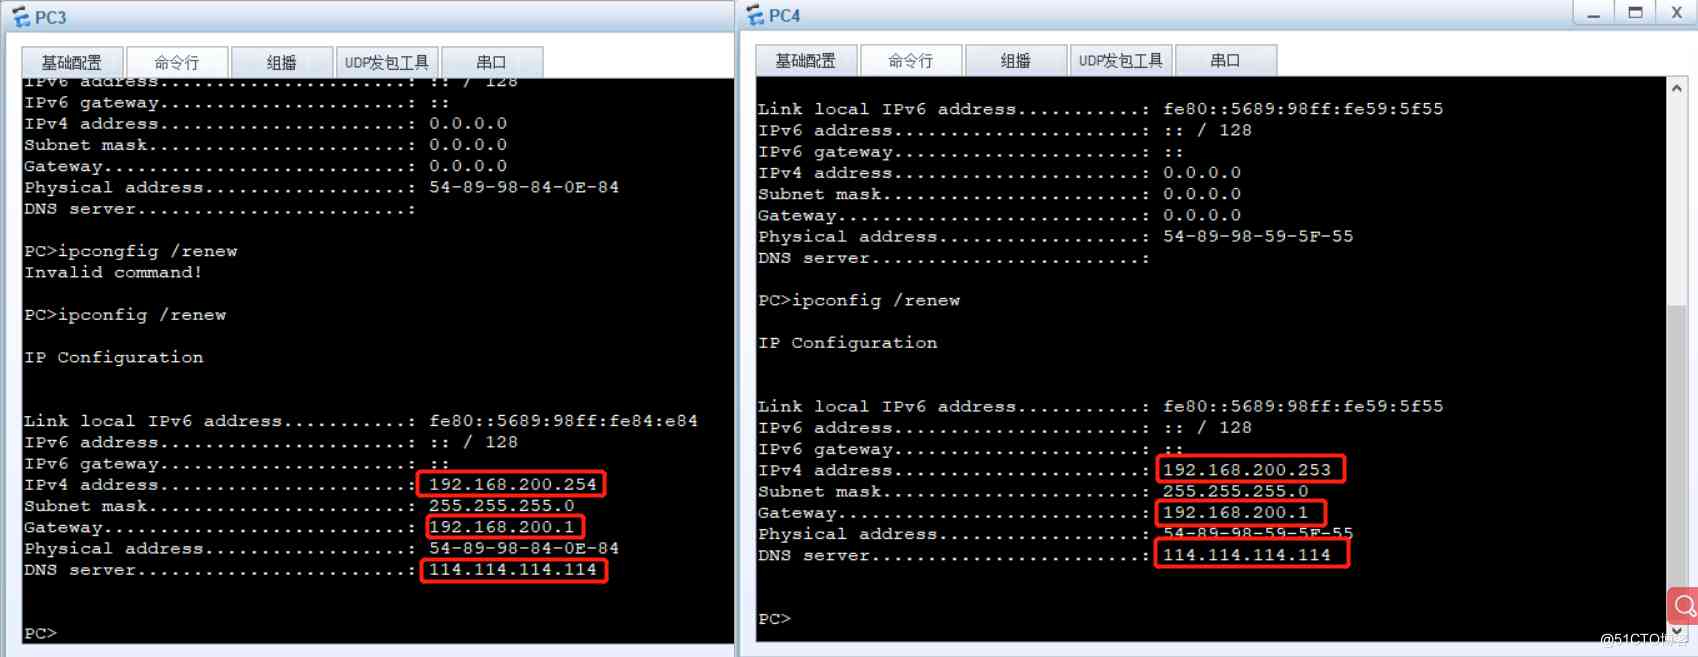 PC3
基础配置 命令行 组播 UDP发包工具 串口
IPv6 address......................: :: / 128
IPv6 gateway......................: ::
IPv4 address......................: 0.0.0.0
Subnet mask.......................: 0.0.0.0
Gateway...........................: 0.0.0.0
Physical address..................: 54-89-98-84-0E-84
DNS server........................:
PC>ipcongfig /renew
Invalid command!
PC>ipconfig /renew
IP Configuration
Link local IPv6 address...........: fe80::5689:98ff:fe84:e84
IPv6 address......................: :: / 128
IPv6 gateway......................: ::
IPv4 address......................: 192.168.200.254
Subnet mask.......................: 255.255.255.0
Gateway...........................: 192.168.200.1
Physical address..................: 54-89-98-84-0E-84
DNS server........................: 114.114.114.114
PC>
PC4
基础配置 命令行 组播 UDP发包工具 串口
Link local IPv6 address...........: fe80::5689:98ff:fe59:5f55
IPv6 address......................: :: / 128
IPv6 gateway......................: ::
IPv4 address......................: 0.0.0.0
Subnet mask.......................: 0.0.0.0
Gateway...........................: 0.0.0.0
Physical address..................: 54-89-98-59-5F-55
DNS server........................:
PC>ipconfig /renew
IP Configuration
Link local IPv6 address...........: fe80::5689:98ff:fe59:5f55
IPv6 address......................: :: / 128
IPv6 gateway......................: ::
IPv4 address......................: 192.168.200.253
Subnet mask.......................: 255.255.255.0
Gateway...........................: 192.168.200.1
Physical address..................: 54-89-98-59-5F-55
DNS server........................: 114.114.114.114
PC>